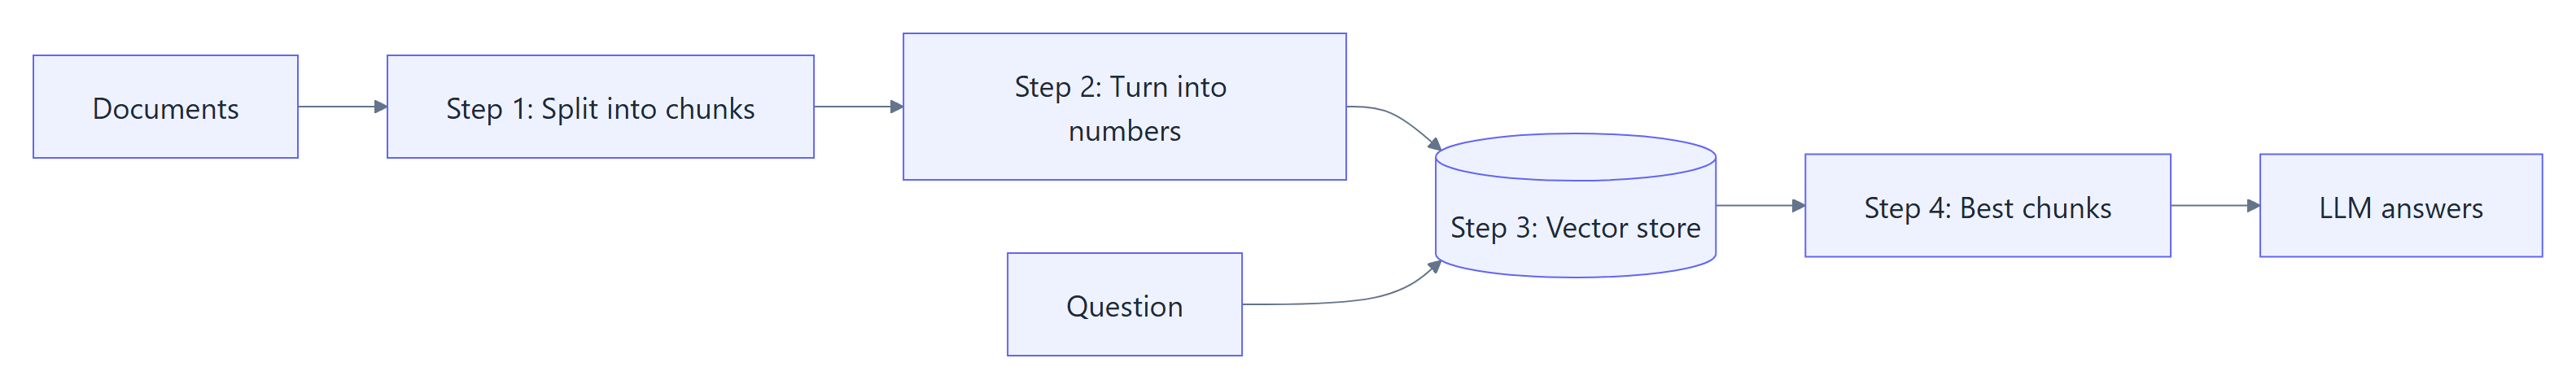 Documents
Step 1: Split into chunks
Step 2: Turn into
numbers
Question
Step 3: Vector store
Step 4: Best chunks
LLM answers